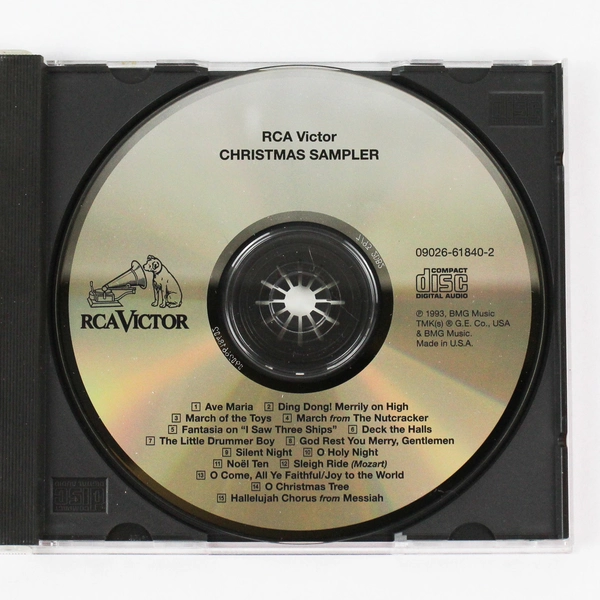 RCA Victor
CHRISTMAS SAMPLER
09026-61840-2
COMPACT
disc
DIGITAL AUDIO
RCAVICTOR
℗ 1993, BMG Music
TMK(s) ® G.E. Co., USA
& BMG Music.
Made in U.S.A.
1 Ave Maria 2 Ding Dong! Merrily on High
3 March of the Toys 4 March from The Nutcracker
5 Fantasia on “I Saw Three Ships” 6 Deck the Halls
7 The Little Drummer Boy 8 God Rest You Merry, Gentlemen
9 Silent Night 10 O Holy Night
11 Noël Ten 12 Sleigh Ride (Mozart)
13 O Come, All Ye Faithful/Joy to the World
14 O Christmas Tree
15 Hallelujah Chorus from Messiah